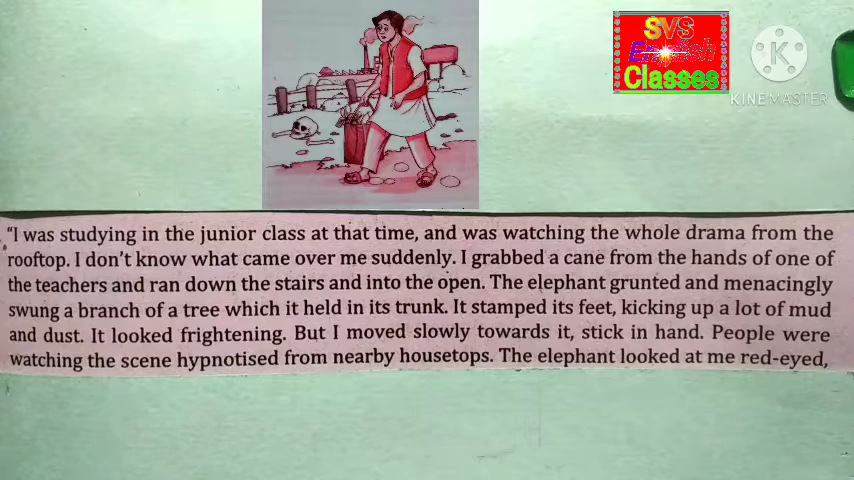 SVS
English
Classes
K
KINEMASTER
“I was studying in the junior class at that time, and was watching the whole drama from the
rooftop. I don't know what came over me suddenly. I grabbed a cane from the hands of one of
the teachers and ran down the stairs and into the open. The elephant grunted and menacingly
swung a branch of a tree which it held in its trunk. It stamped its feet, kicking up a lot of mud
and dust. It looked frightening. But I moved slowly towards it, stick in hand. People were
watching the scene hypnotised from nearby housetops. The elephant looked at me red-eyed,